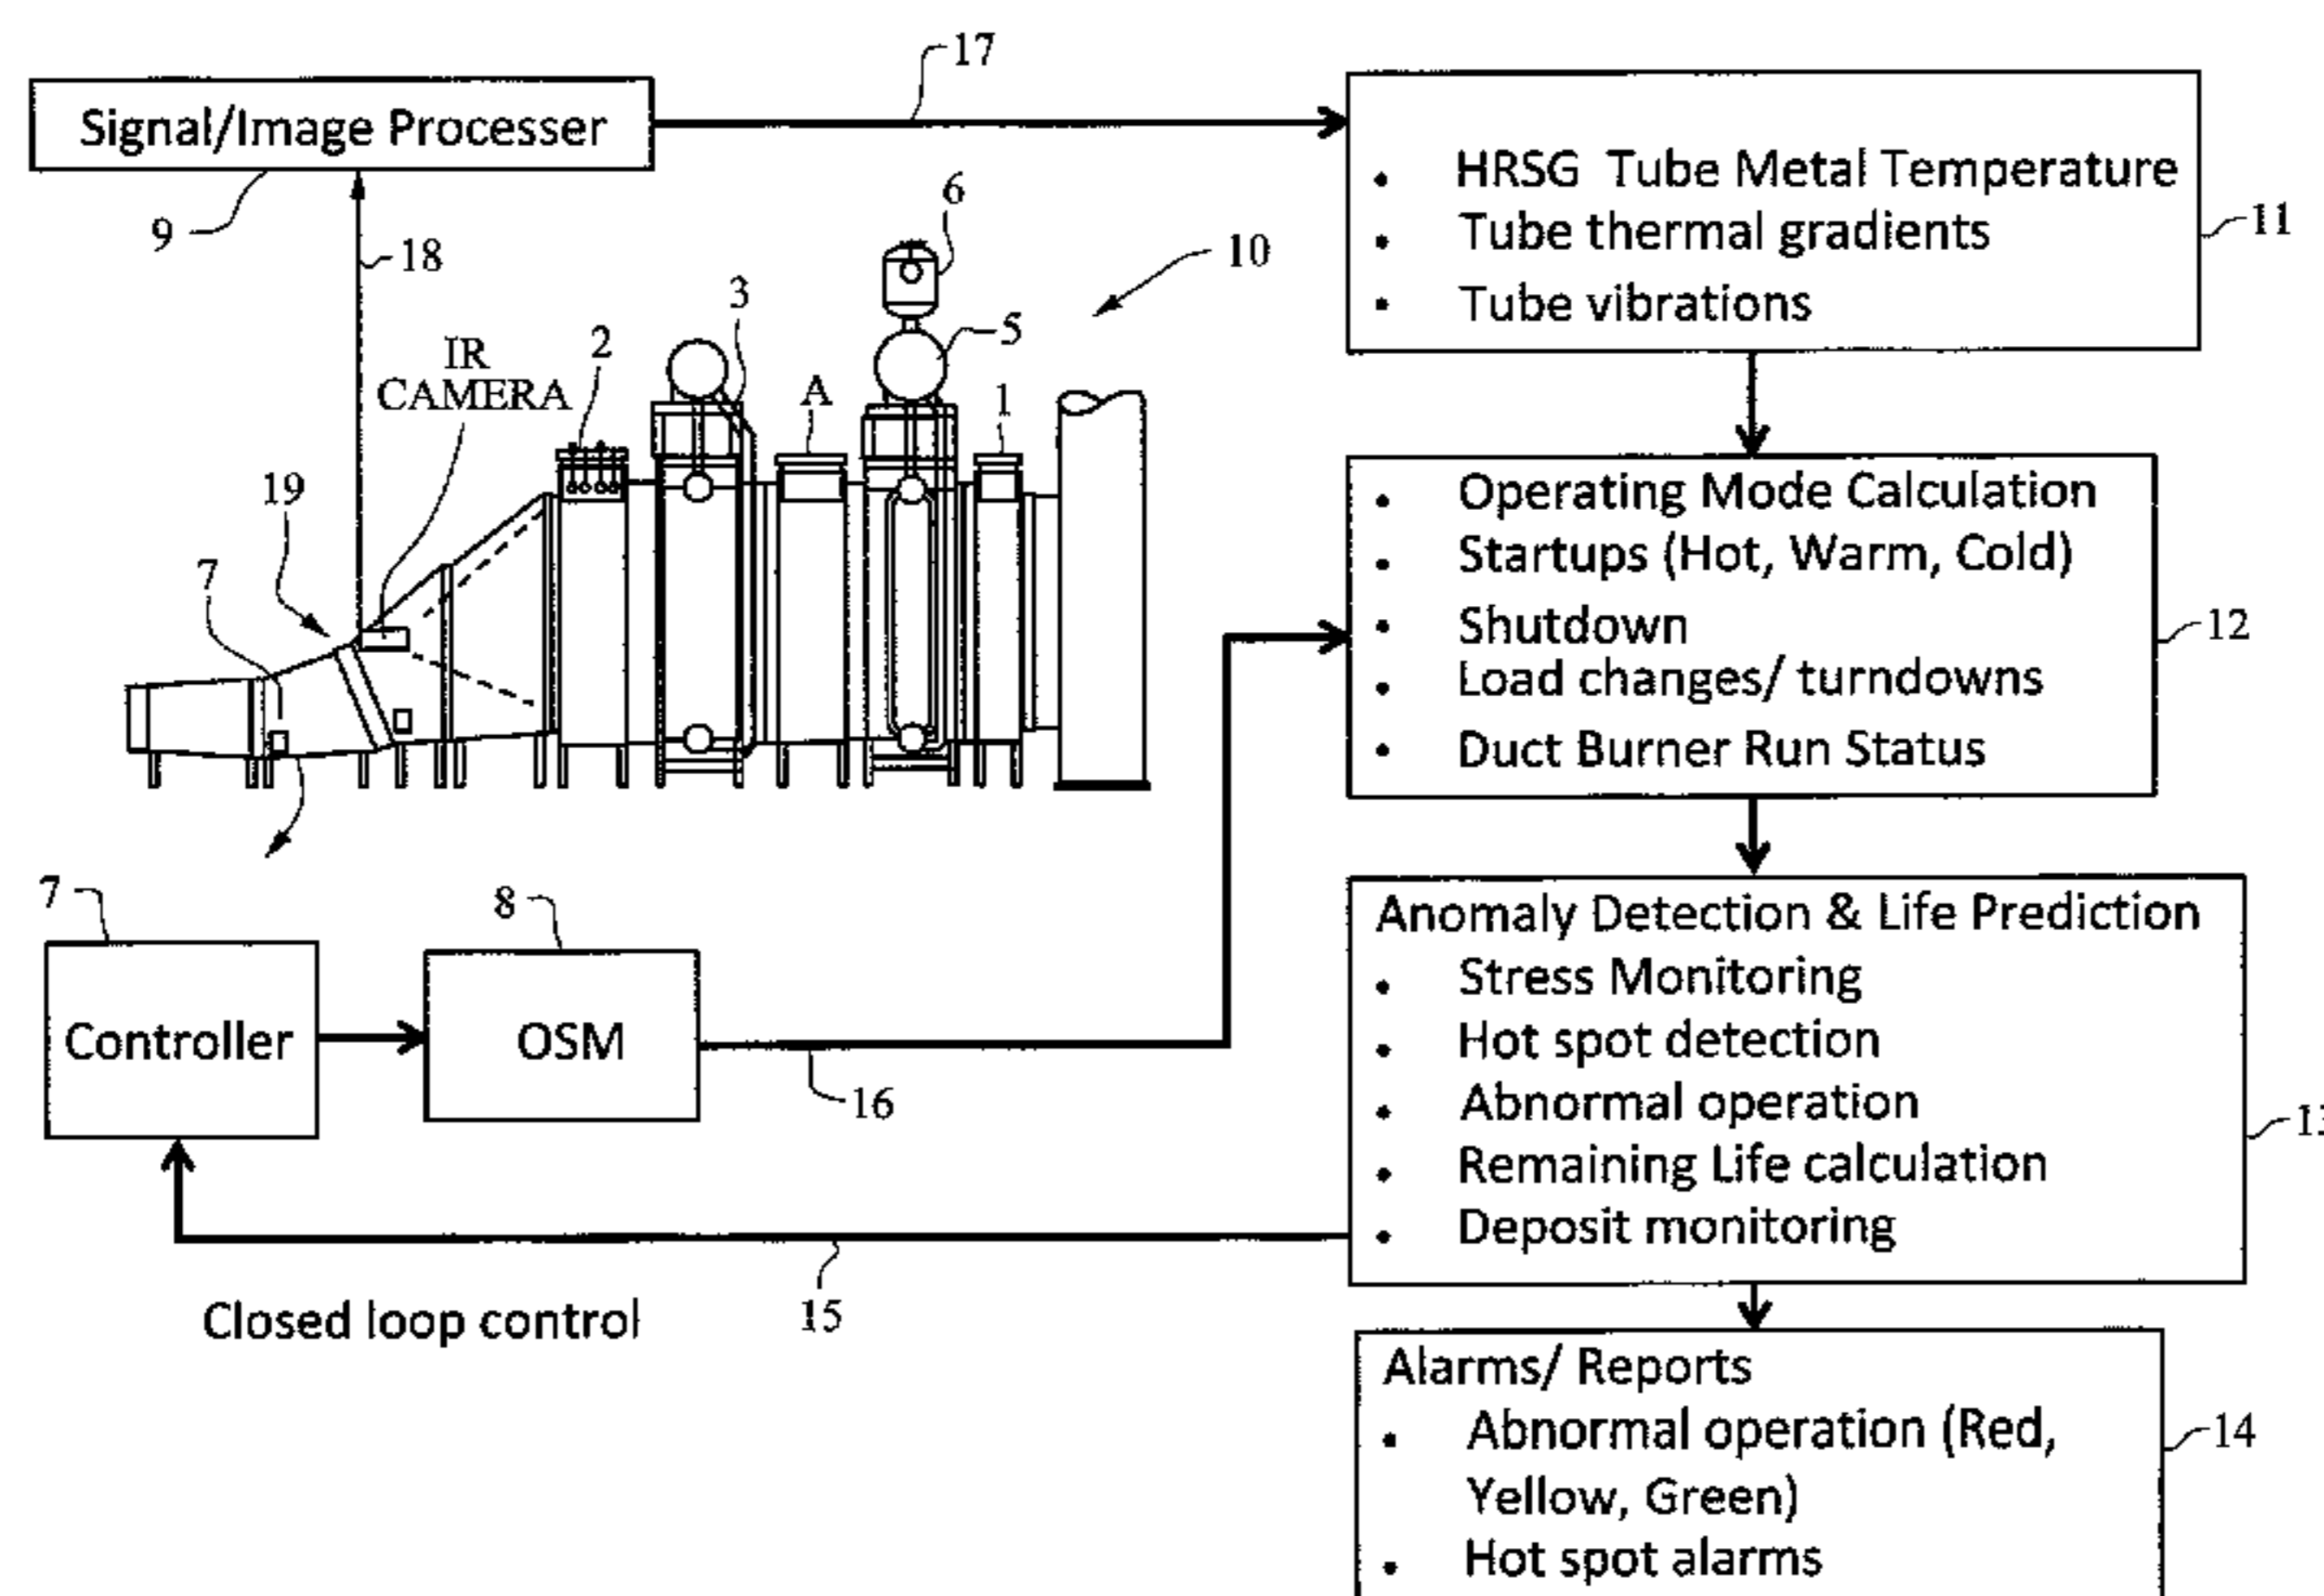 17
Signal/Image Processer
9
18
6
10
3
5
2
IR
CAMERA
A
1
19
7
• HRSG Tube Metal Temperature
• Tube thermal gradients
• Tube vibrations
11
• Operating Mode Calculation
• Startups (Hot, Warm, Cold)
• Shutdown
• Load changes/ turndowns
• Duct Burner Run Status
12
7
Controller
8
OSM
16
Anomaly Detection & Life Prediction
• Stress Monitoring
• Hot spot detection
• Abnormal operation
• Remaining Life calculation
• Deposit monitoring
15
Closed loop control
Alarms/ Reports
• Abnormal operation (Red,
Yellow, Green)
• Hot spot alarms
14